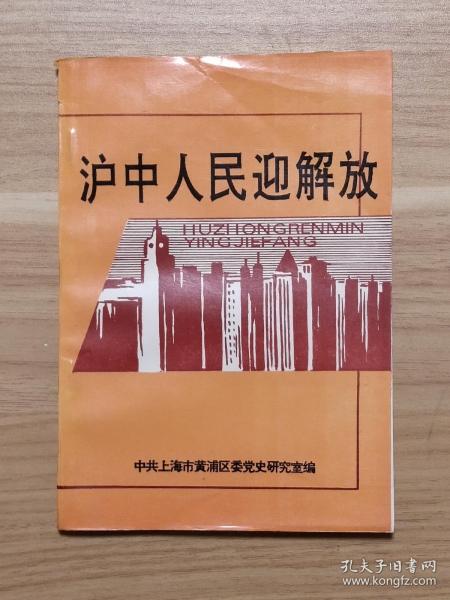 沪中人民迎解放
HUZHONGRENMIN
YINGJIEFANG
中共上海市黄浦区委党史研究室编
孔夫子旧书网
www.kongfz.com